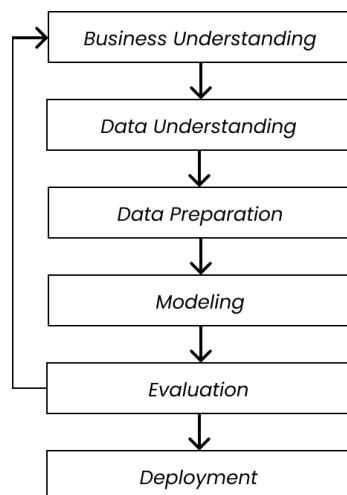 Business Understanding
Data Understanding
Data Preparation
Modeling
Evaluation
Deployment